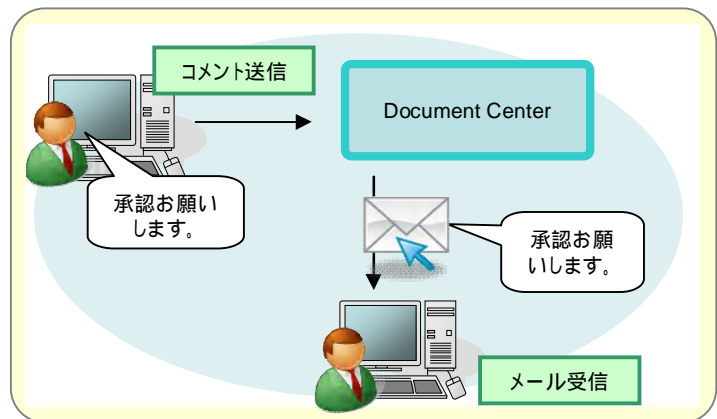 コメント送信
Document Center
承認お願い
します。
承認お願
いします。
メール受信